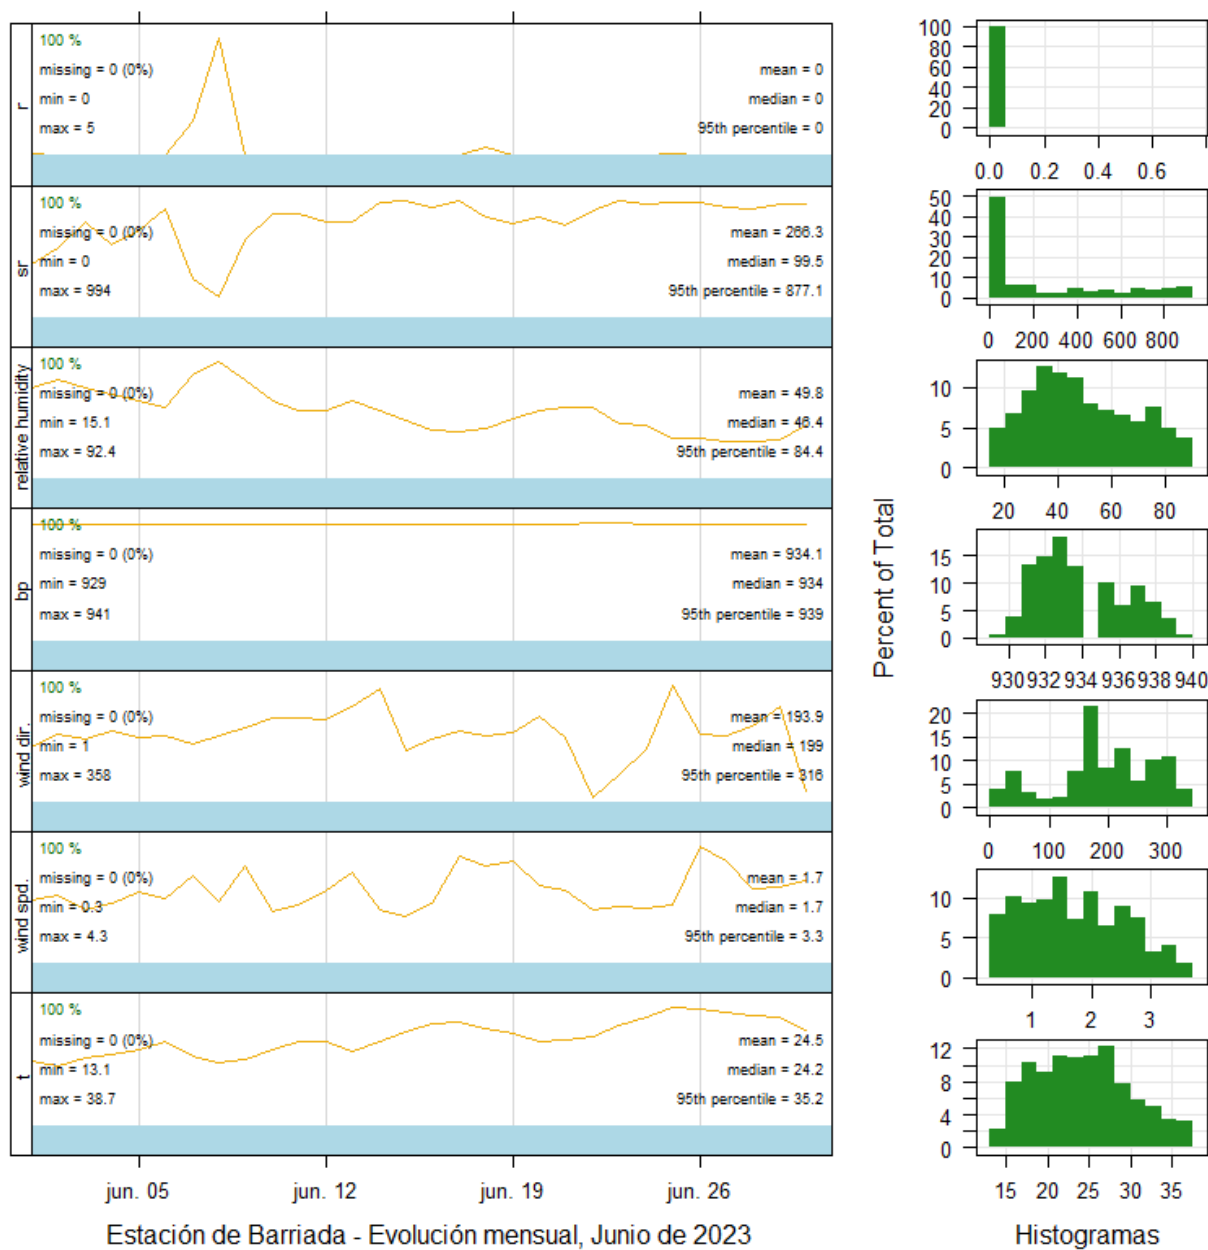 r
100 %
missing = 0 (0%)
min = 0
max = 5
mean = 0
median = 0
95th percentile = 0
sr
100 %
missing = 0 (0%)
min = 0
max = 994
mean = 266.3
median = 99.5
95th percentile = 877.1
relative humidity
100 %
missing = 0 (0%)
min = 15.1
max = 92.4
mean = 49.8
median = 46.4
95th percentile = 84.4
bp
100 %
missing = 0 (0%)
min = 929
max = 941
mean = 934.1
median = 934
95th percentile = 939
wind dir.
100 %
missing = 0 (0%)
min = 1
max = 358
mean = 193.9
median = 199
95th percentile = 316
wind spd.
100 %
missing = 0 (0%)
min = 0.3
max = 4.3
mean = 1.7
median = 1.7
95th percentile = 3.3
t
100 %
missing = 0 (0%)
min = 13.1
max = 38.7
mean = 24.5
median = 24.2
95th percentile = 35.2
jun. 05 jun. 12 jun. 19 jun. 26
Estación de Barriada - Evolución mensual, Junio de 2023
Percent of Total
100
80
60
40
20
0
0.0 0.2 0.4 0.6
50
40
30
20
10
0
0 200 400 600 800
10
5
0
20 40 60 80
15
10
5
0
930 932 934 936 938 940
20
15
10
5
0
0 100 200 300
10
5
0
1 2 3
12
8
6
4
2
0
15 20 25 30 35
Histogramas